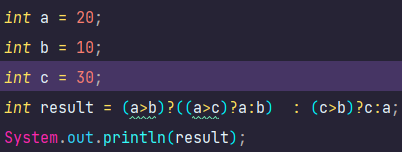 int a = 20;
int b = 10;
int c = 30;
int result = (a>b)?((a>c)?a:b)  : (c>b)?c:a;
System.out.println(result);